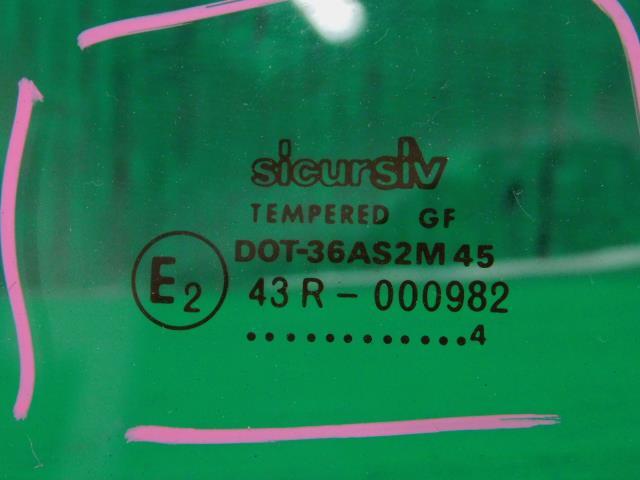 sicursiv
TEMPERED GF
DOT-36AS2M 45
E2
43 R - 000982
............4